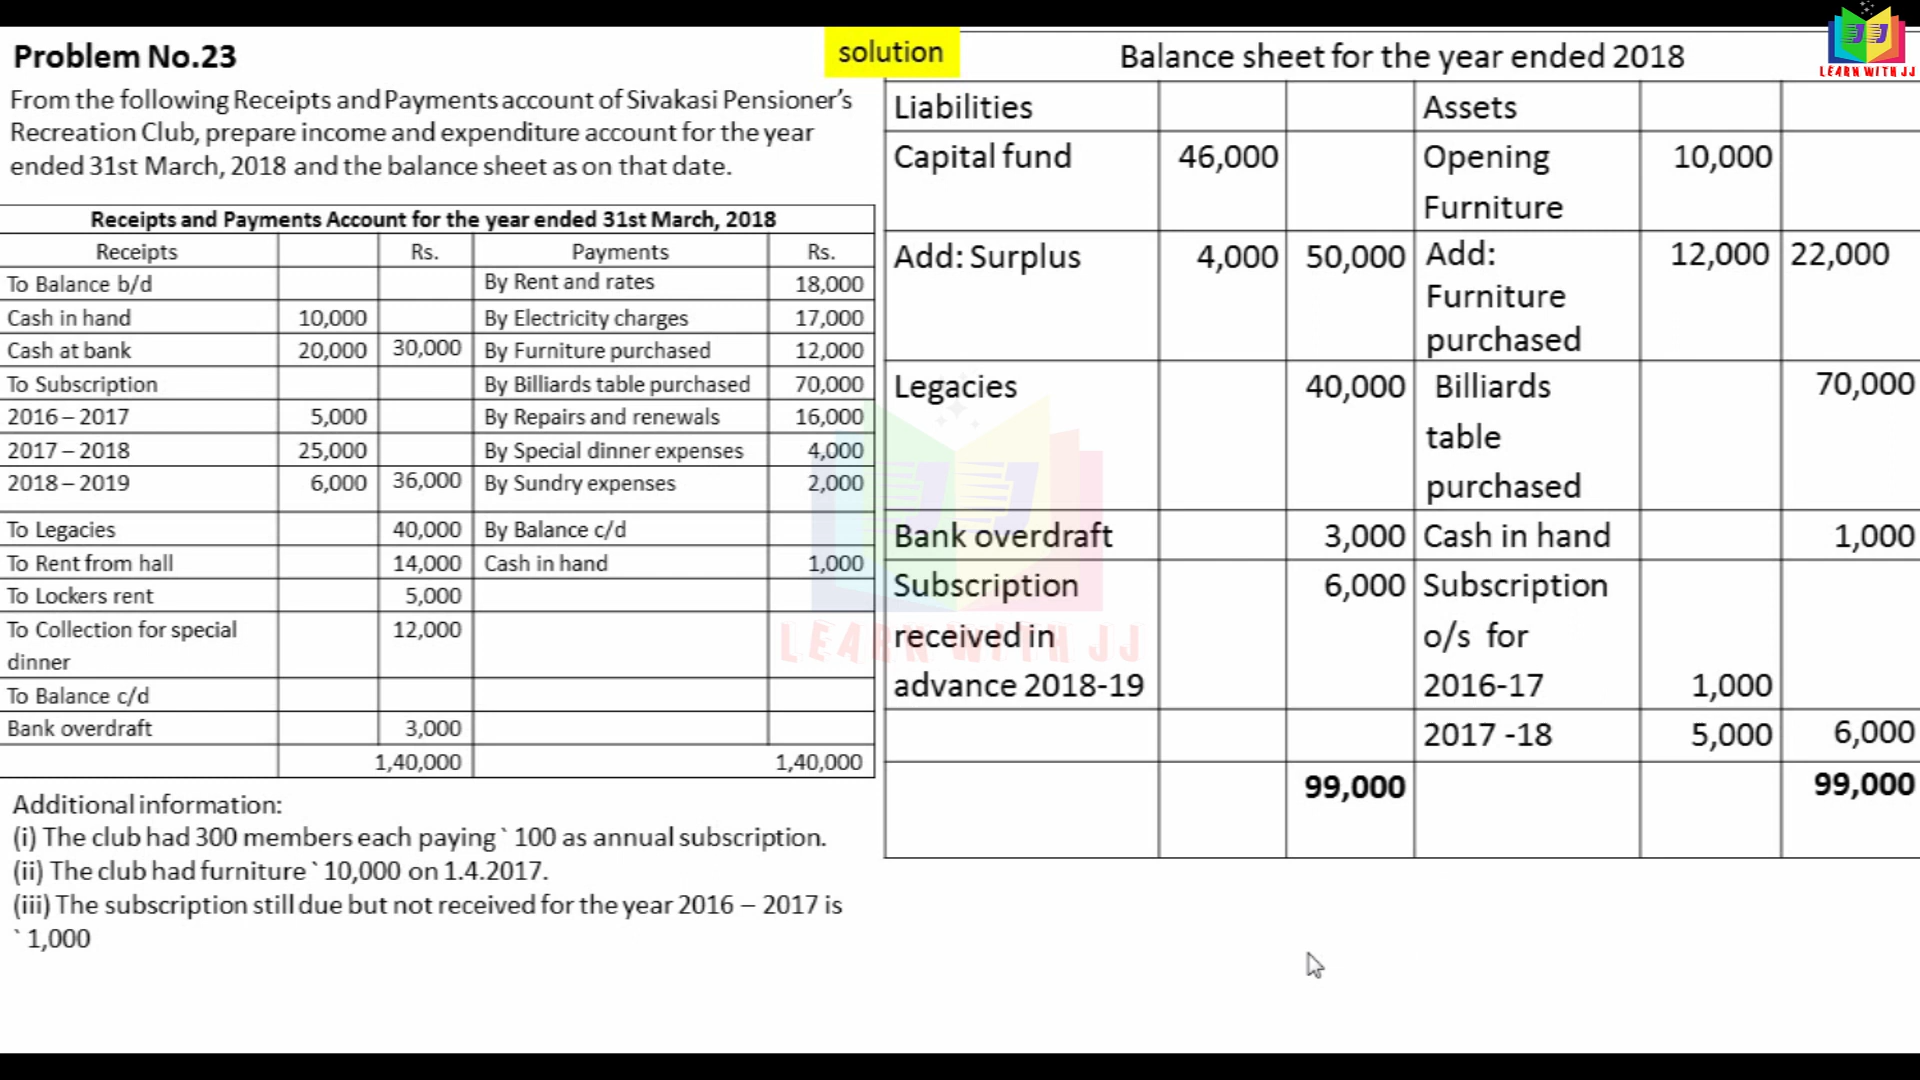 Problem No.23
From the following Receipts and Payments account of Sivakasi Pensioner's
Recreation Club, prepare income and expenditure account for the year
ended 31st March, 2018 and the balance sheet as on that date.
Receipts and Payments Account for the year ended 31st March, 2018
Receipts Rs. Payments Rs.
To Balance b/d By Rent and rates 18,000
Cash in hand 10,000 By Electricity charges 17,000
Cash at bank 20,000 30,000 By Furniture purchased 12,000
To Subscription By Billiards table purchased 70,000
2016 – 2017 5,000 By Repairs and renewals 16,000
2017 – 2018 25,000 By Special dinner expenses 4,000
2018 – 2019 6,000 36,000 By Sundry expenses 2,000
To Legacies 40,000 By Balance c/d
To Rent from hall 14,000 Cash in hand 1,000
To Lockers rent 5,000
To Collection for special 12,000
dinner
To Balance c/d
Bank overdraft 3,000
1,40,000 1,40,000
Additional information:
(i) The club had 300 members each paying ` 100 as annual subscription.
(ii) The club had furniture ` 10,000 on 1.4.2017.
(iii) The subscription still due but not received for the year 2016 – 2017 is
` 1,000
solution
Balance sheet for the year ended 2018
Liabilities Assets
Capital fund 46,000 Opening 10,000
Furniture
Add: Surplus 4,000 50,000 Add: 12,000 22,000
Furniture
purchased
Legacies 40,000 Billiards 70,000
table
purchased
Bank overdraft 3,000 Cash in hand 1,000
Subscription 6,000 Subscription
received in o/s for
advance 2018-19 2016-17 1,000
2017 -18 5,000 6,000
99,000 99,000
LEARN WITH JJ
LEARN WITH JJ